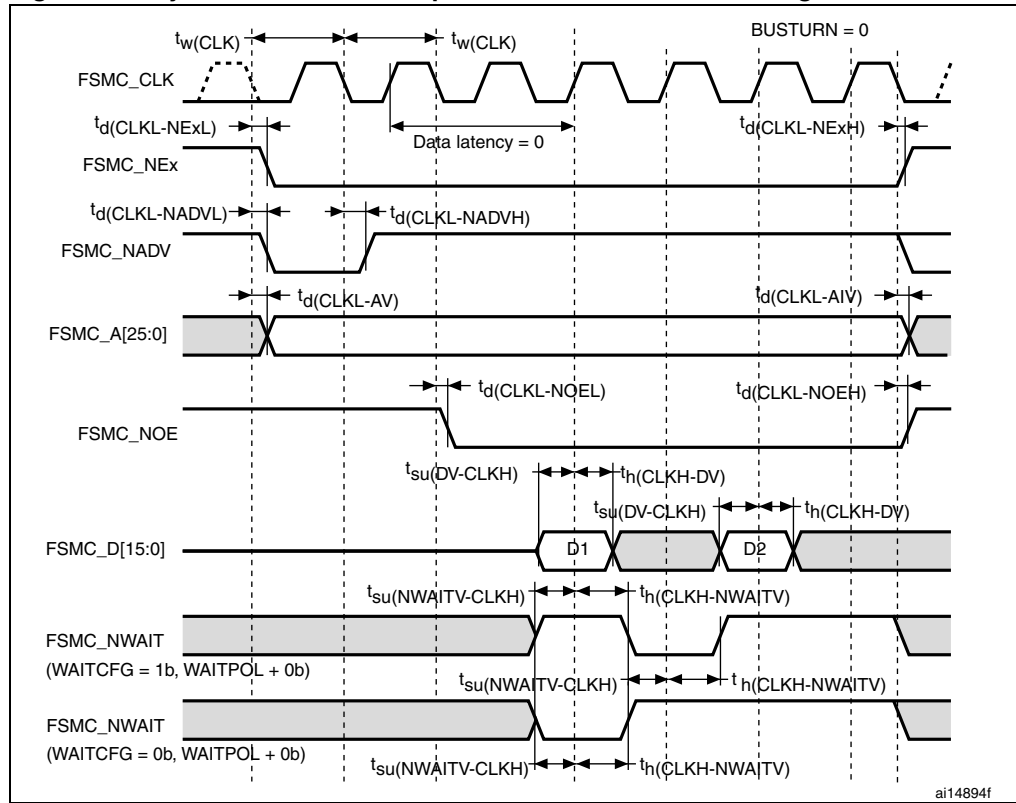 BUSTURN = 0
tw(CLK) tw(CLK)
FSMC_CLK
td(CLKL-NExL) Data latency = 0 td(CLKL-NExH)
FSMC_NEx
td(CLKL-NADVL) td(CLKL-NADVH)
FSMC_NADV
td(CLKL-AV) td(CLKL-AIV)
FSMC_A[25:0]
td(CLKL-NOEL) td(CLKL-NOEH)
FSMC_NOE
tsu(DV-CLKH) th(CLKH-DV)
tsu(DV-CLKH) th(CLKH-DV)
FSMC_D[15:0] D1 D2
tsu(NWAITV-CLKH) th(CLKH-NWAITV)
FSMC_NWAIT
(WAITCFG = 1b, WAITPOL + 0b)
tsu(NWAITV-CLKH) th(CLKH-NWAITV)
FSMC_NWAIT
(WAITCFG = 0b, WAITPOL + 0b)
tsu(NWAITV-CLKH) th(CLKH-NWAITV)
ai14894f